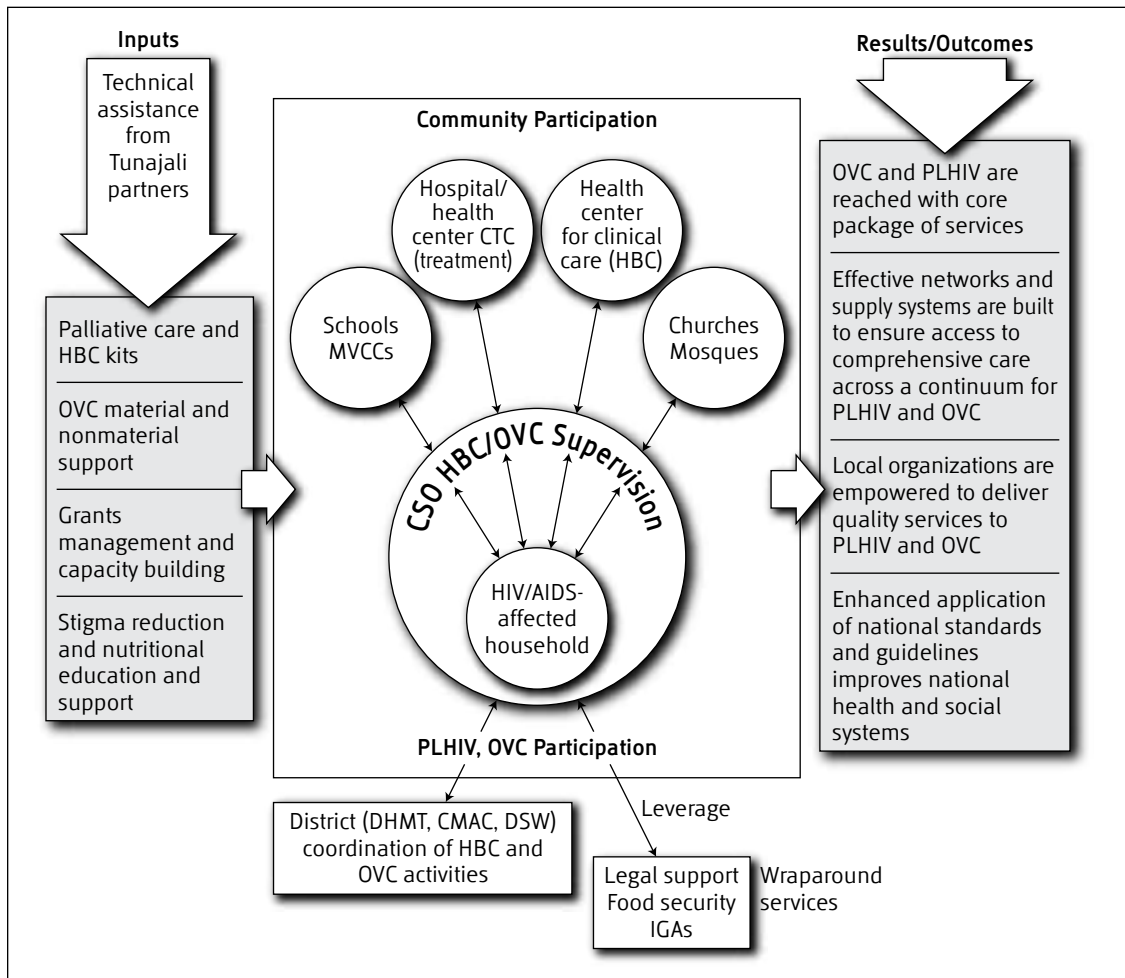 Inputs
Technical
assistance
from
Tunajali
partners
Palliative care and
HBC kits
OVC material and
nonmaterial
support
Grants
management and
capacity building
Stigma reduction
and nutritional
education and
support
Community Participation
Hospital/
health
center CTC
(treatment)
Health
center
for clinical
care (HBC)
Schools
MVCCs
Churches
Mosques
CSO HBC/OVC Supervision
HIV/AIDS-
affected
household
PLHIV, OVC Participation
District (DHMT, CMAC, DSW)
coordination of HBC and
OVC activities
Leverage
Legal support
Food security
IGAs
Wraparound
services
Results/Outcomes
OVC and PLHIV are
reached with core
package of services
Effective networks and
supply systems are built
to ensure access to
comprehensive care
across a continuum for
PLHIV and OVC
Local organizations are
empowered to deliver
quality services to
PLHIV and OVC
Enhanced application
of national standards
and guidelines
improves national
health and social
systems